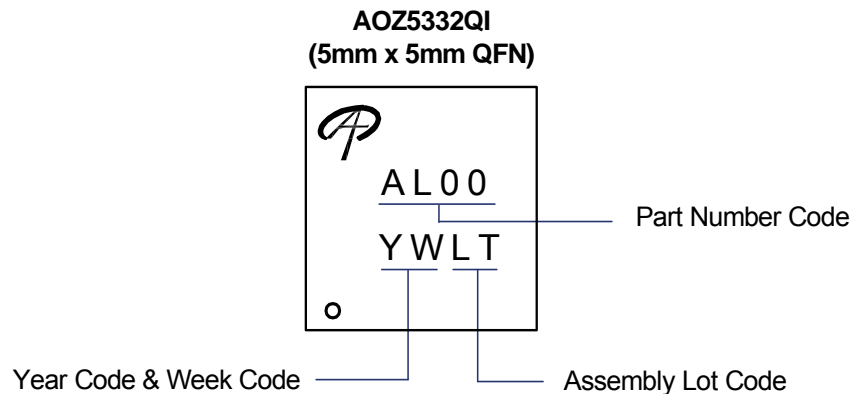 AOZ5332QI
(5mm x 5mm QFN)
AL00
Part Number Code
YWLT
Year Code & Week Code
Assembly Lot Code